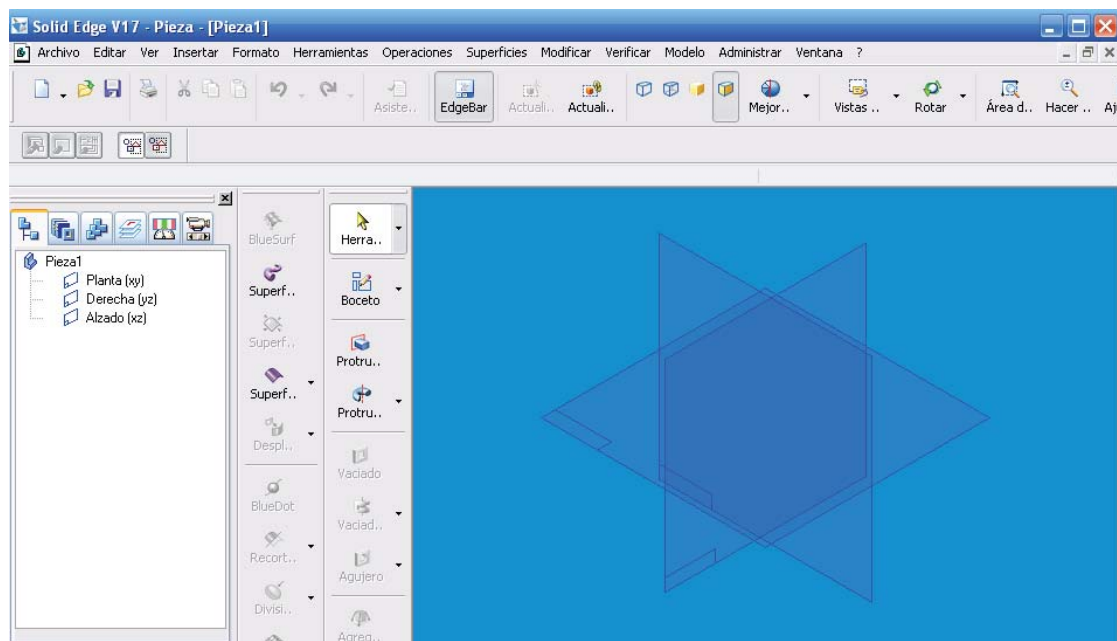 Solid Edge V17 - Pieza - [Pieza1]
Archivo Editar Ver Insertar Formato Herramientas Operaciones Superficies Modificar Verificar Modelo Administrar Ventana ?
Asiste.. EdgeBar Actuali.. Actuali.. Mejor.. Vistas .. Rotar Área d.. Hacer .. Aj
Pieza1
Planta (xy)
Derecha (yz)
Alzado (xz)
BlueSurf
Superf..
Superf..
Superf..
Despl..
BlueDot
Recort..
Divisi..
Herra..
Boceto
Protru..
Protru..
Vaciado
Vaciad..
Agujero
Agreg..